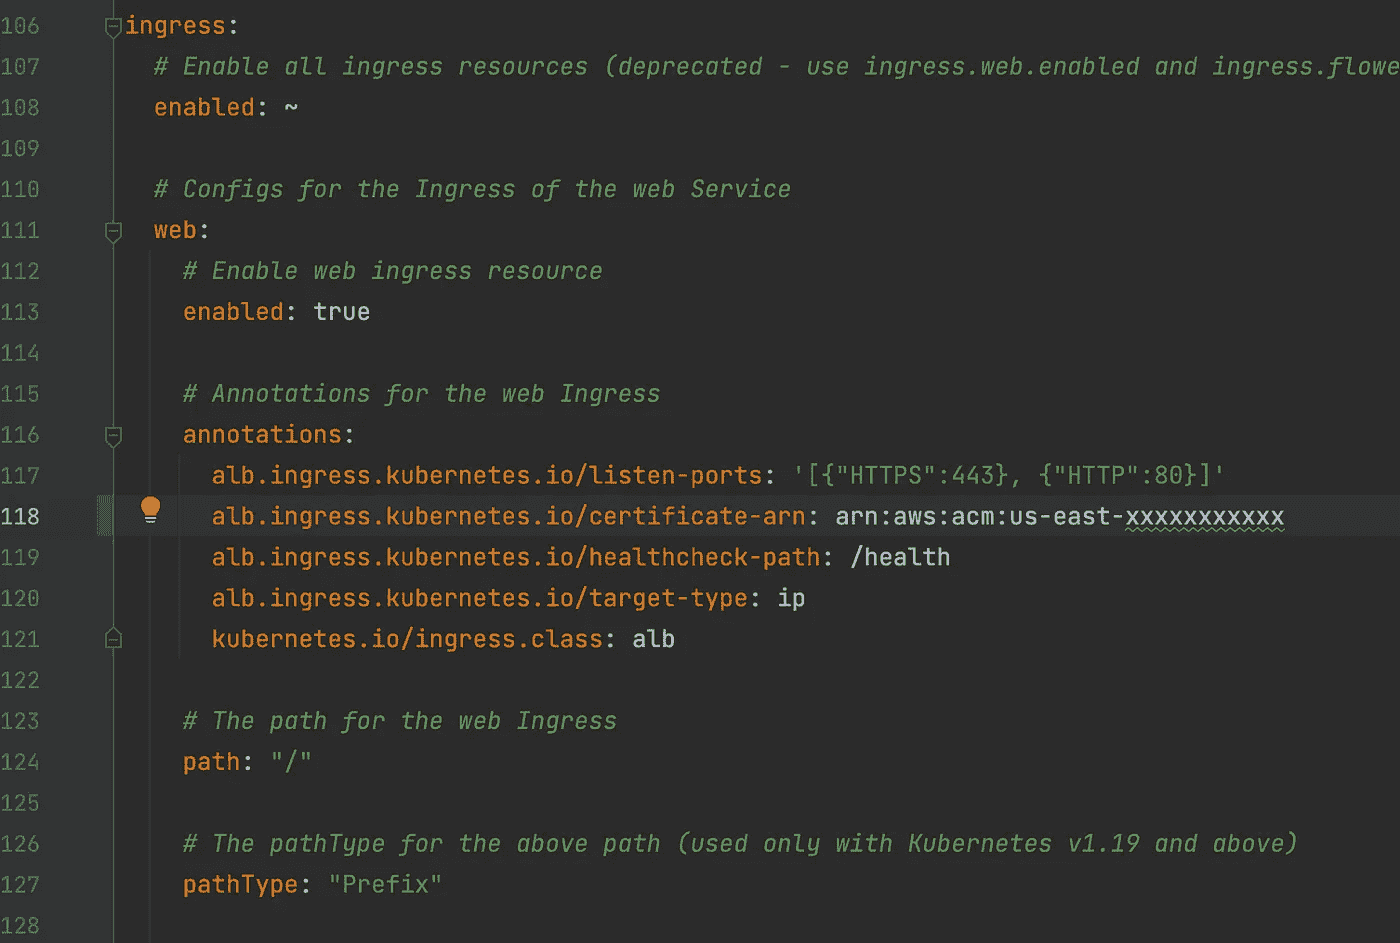 106 ingress:
107 # Enable all ingress resources (deprecated - use ingress.web.enabled and ingress.flowe
108 enabled: ~
109
110 # Configs for the Ingress of the web Service
111 web:
112 # Enable web ingress resource
113 enabled: true
114
115 # Annotations for the web Ingress
116 annotations:
117 alb.ingress.kubernetes.io/listen-ports: '[{"HTTPS":443}, {"HTTP":80}]'
118 alb.ingress.kubernetes.io/certificate-arn: arn:aws:acm:us-east-xxxxxxxxxxx
119 alb.ingress.kubernetes.io/healthcheck-path: /health
120 alb.ingress.kubernetes.io/target-type: ip
121 kubernetes.io/ingress.class: alb
122
123 # The path for the web Ingress
124 path: "/"
125
126 # The pathType for the above path (used only with Kubernetes v1.19 and above)
127 pathType: "Prefix"
128